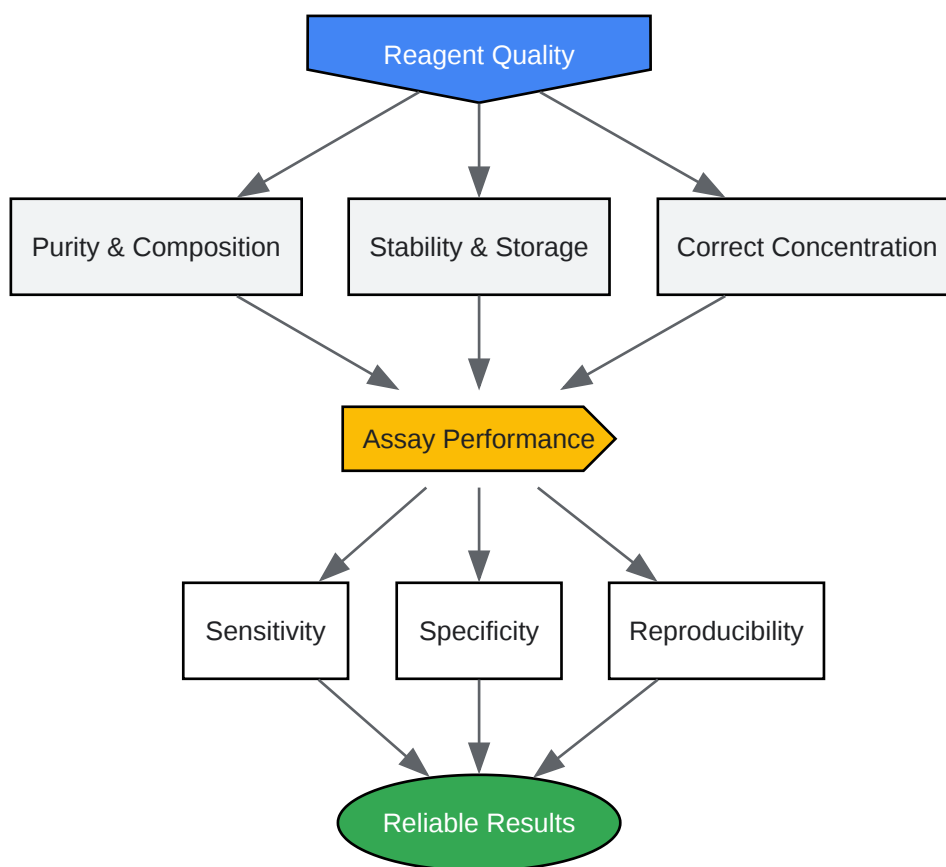 Reagent Quality
Purity & Composition
Stability & Storage
Correct Concentration
Assay Performance
Sensitivity
Specificity
Reproducibility
Reliable Results